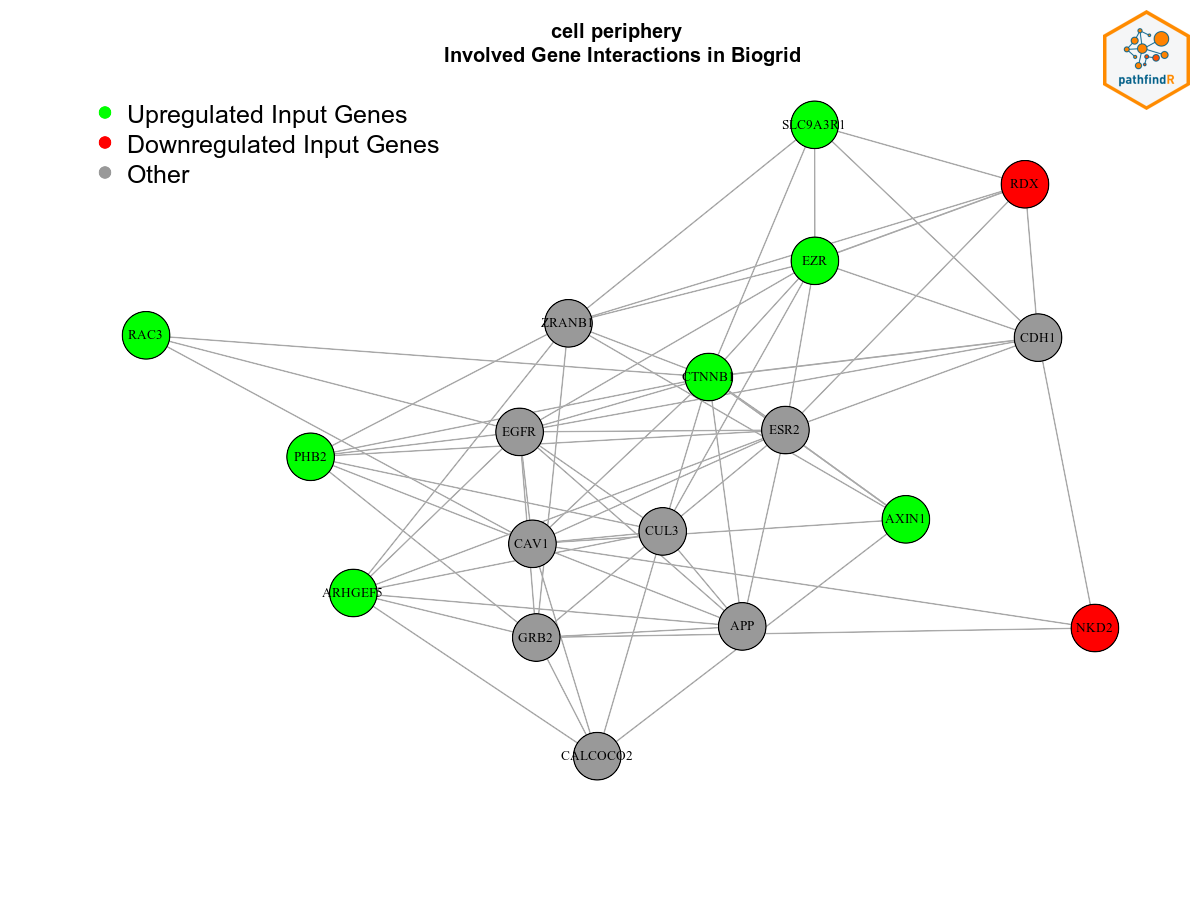 cell periphery
Involved Gene Interactions in Biogrid
pathfindR
Upregulated Input Genes
Downregulated Input Genes
Other
SLC9A3R1
RDX
EZR
ZRANB1
RAC3
CDH1
CTNNB1
EGFR
ESR2
PHB2
AXIN1
CUL3
CAV1
ARHGEF5
APP
NKD2
GRB2
CALCOCO2